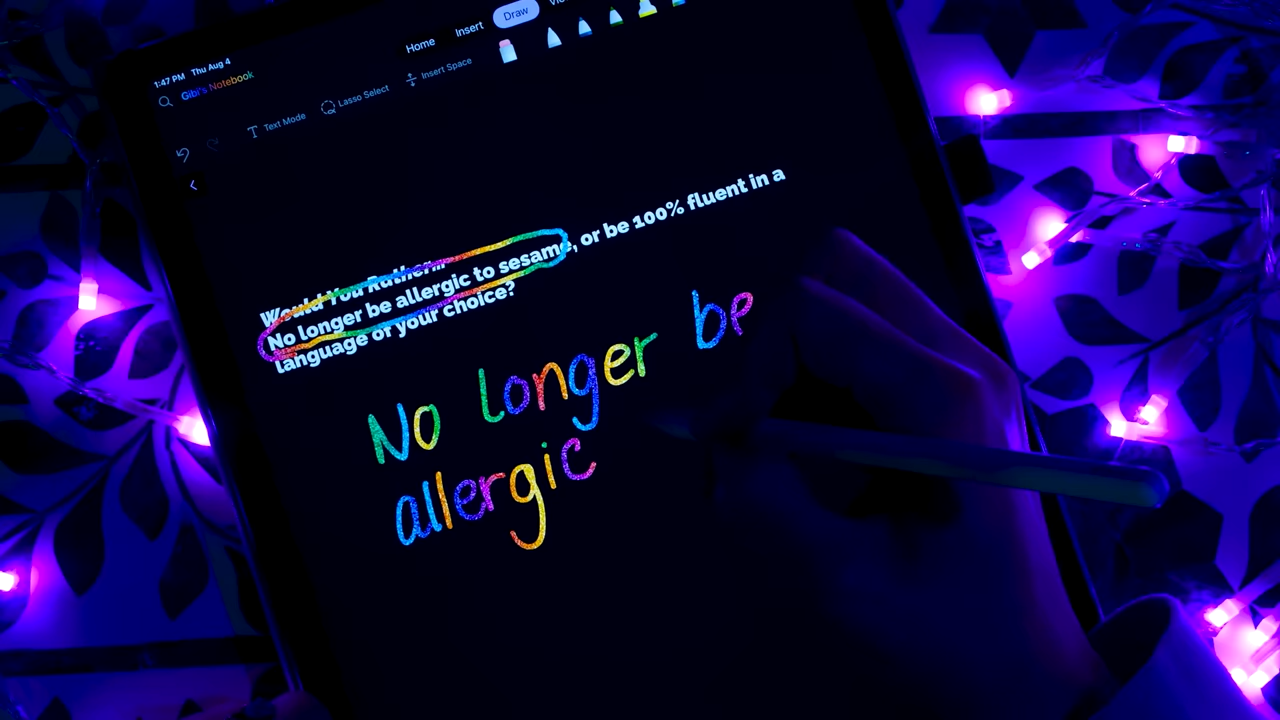 1:47 PM Thu Aug 4
Gibi's Notebook
Home Insert Draw
Text Mode Lasso Select Insert Space
Would You Rather...
No longer be allergic to sesame, or be 100% fluent in a
language of your choice?
No longer be
allergic